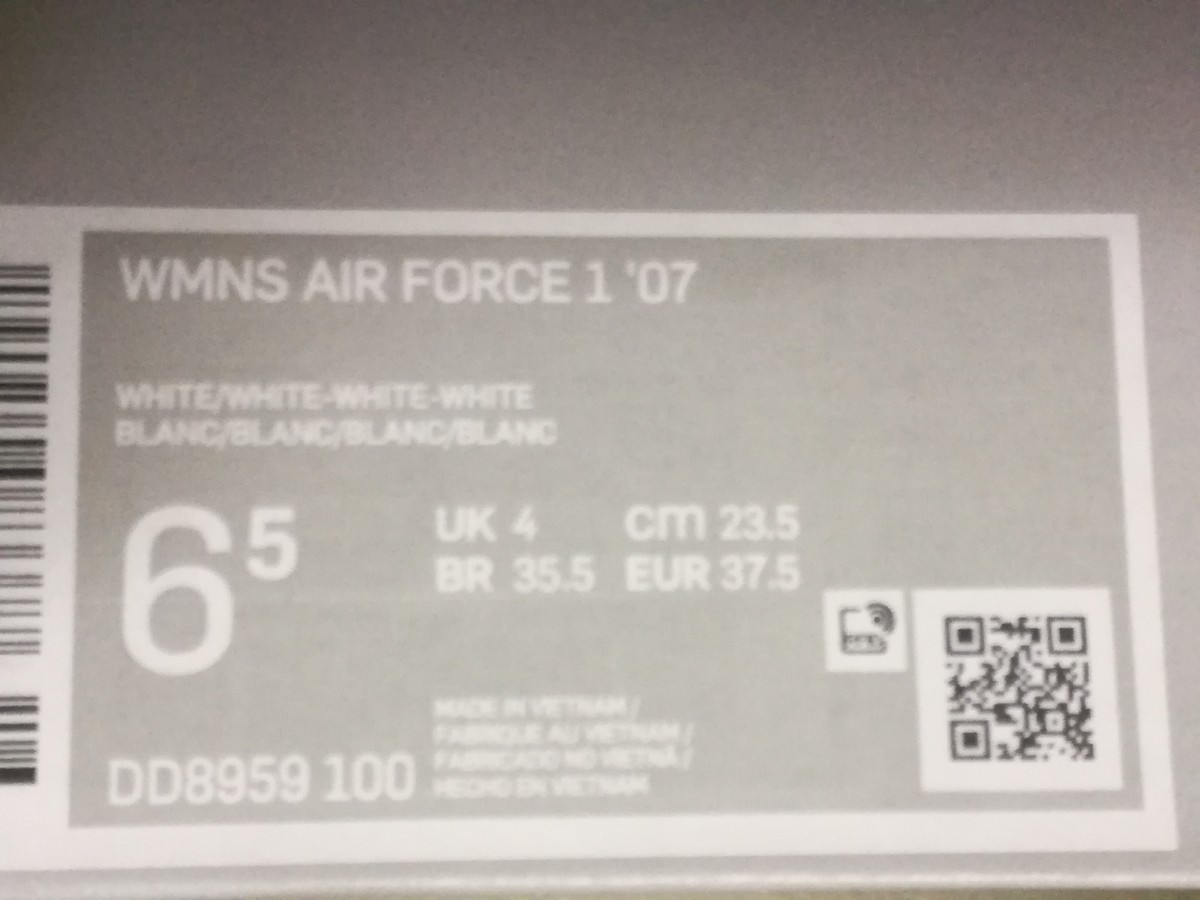 WMNS AIR FORCE 1 '07
WHITE/WHITE-WHITE-WHITE
BLANC/BLANC/BLANC/BLANC
6 5
UK 4 cm 23.5
BR 35.5 EUR 37.5
MADE IN VIETNAM /
FABRIQUE AU VIETNAM /
FABRICADO NO VIETNÃ /
HECHO EN VIETNAM
DD8959 100